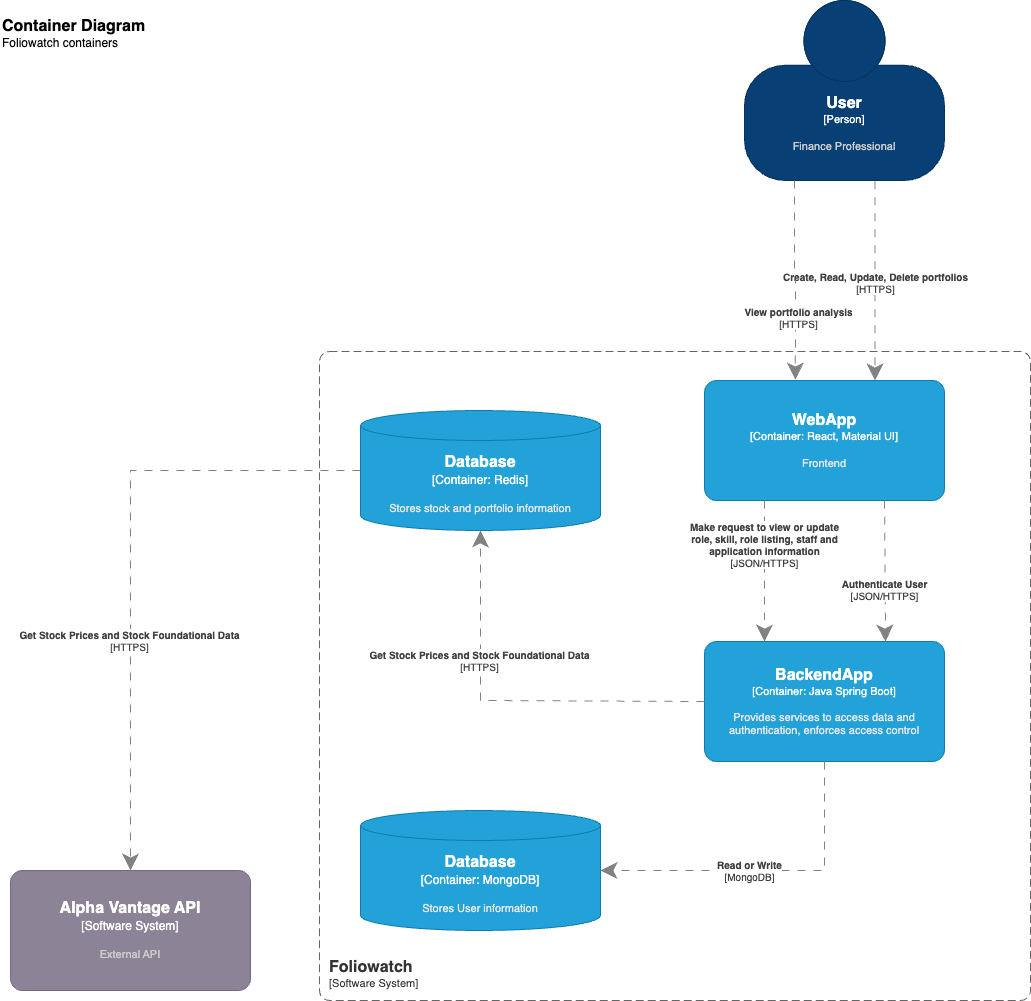 Container Diagram
Foliowatch containers
User
[Person]
Finance Professional
Create, Read, Update, Delete portfolios
[HTTPS]
View portfolio analysis
[HTTPS]
WebApp
[Container: React, Material UI]
Frontend
Database
[Container: Redis]
Stores stock and portfolio information
Make request to view or update
role, skill, role listing, staff and
application information
[JSON/HTTPS]
Authenticate User
[JSON/HTTPS]
Get Stock Prices and Stock Foundational Data
[HTTPS]
Get Stock Prices and Stock Foundational Data
[HTTPS]
BackendApp
[Container: Java Spring Boot]
Provides services to access data and
authentication, enforces access control
Database
[Container: MongoDB]
Stores User information
Read or Write
[MongoDB]
Alpha Vantage API
[Software System]
External API
Foliowatch
[Software System]